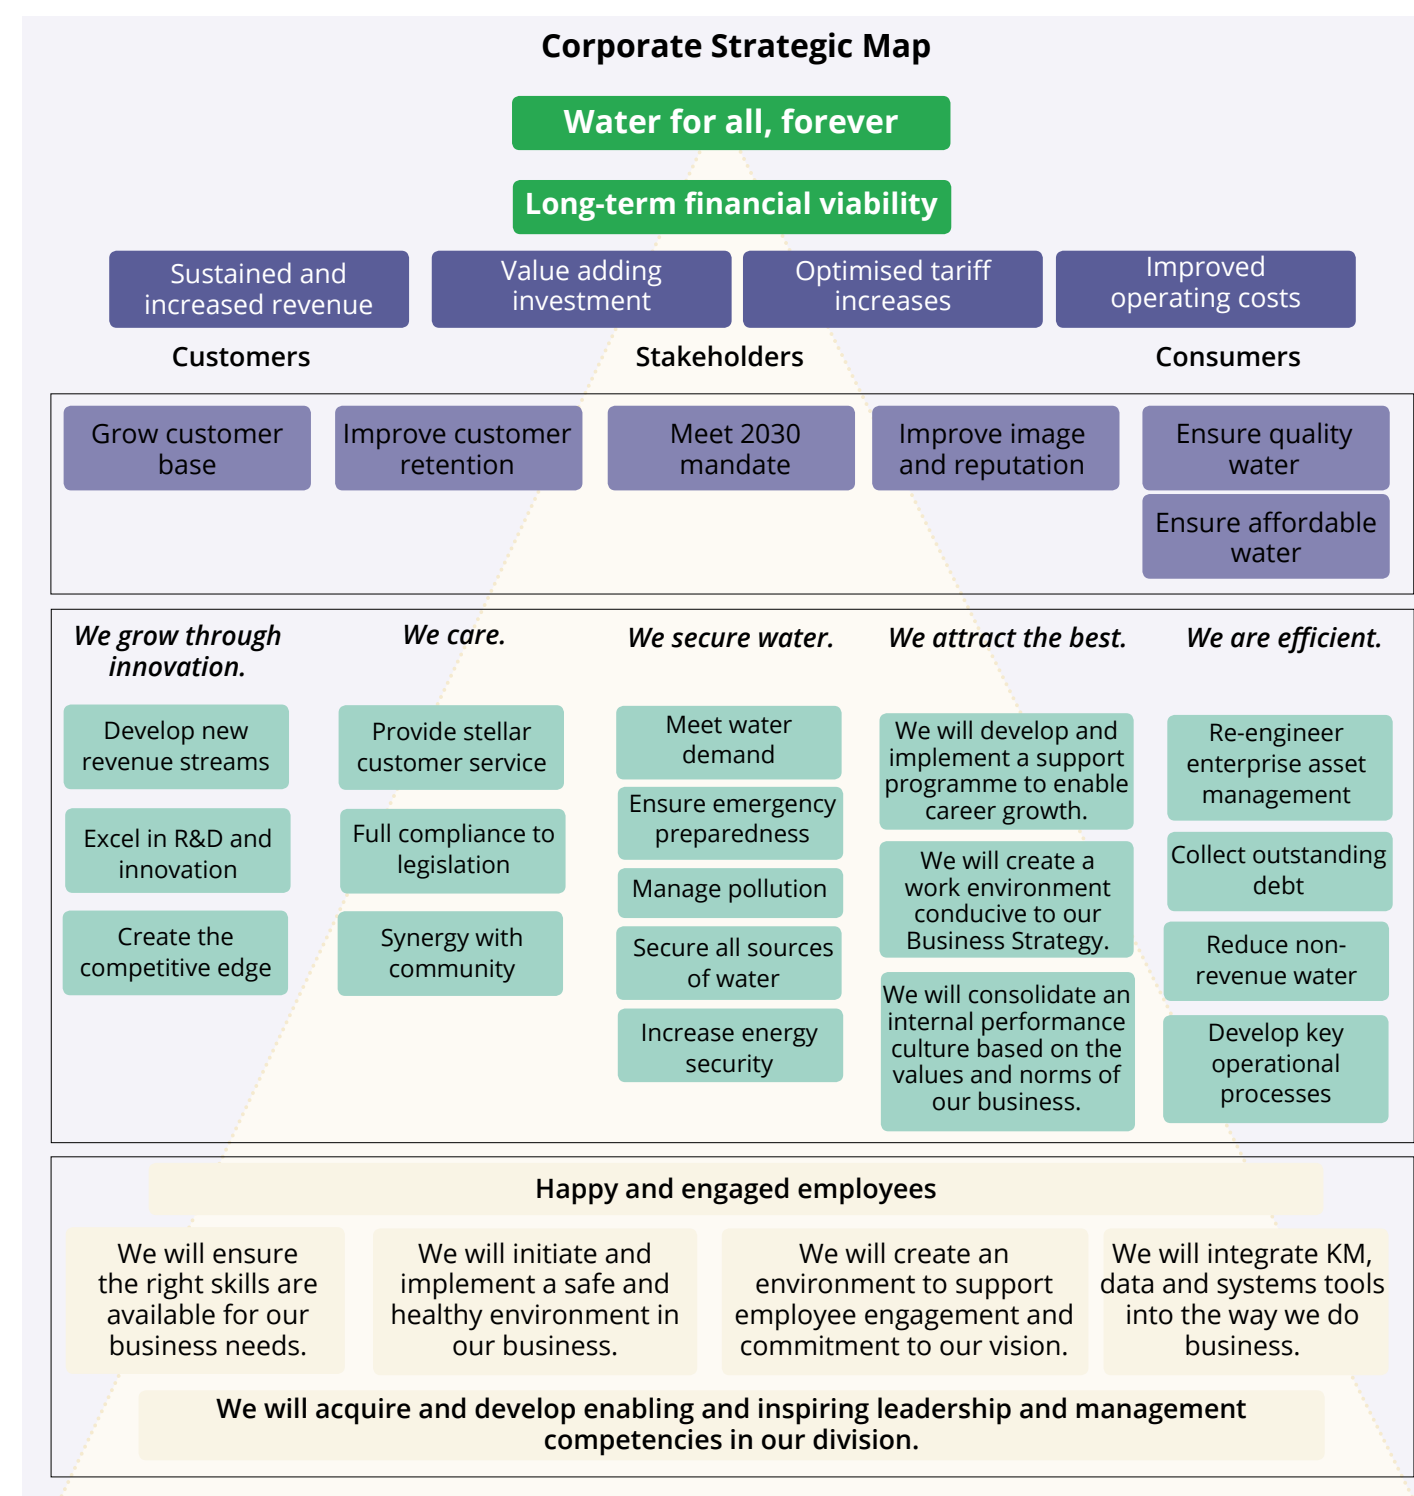 Corporate Strategic Map
Water for all, forever
Long-term financial viability
Sustained and
increased revenue
Value adding
investment
Optimised tariff
increases
Improved
operating costs
Customers
Stakeholders
Consumers
Grow customer
base
Improve customer
retention
Meet 2030
mandate
Improve image
and reputation
Ensure quality
water
Ensure affordable
water
We grow through
innovation.
Develop new
revenue streams
Excel in R&D and
innovation
Create the
competitive edge
We care.
Provide stellar
customer service
Full compliance to
legislation
Synergy with
community
We secure water.
Meet water
demand
Ensure emergency
preparedness
Manage pollution
Secure all sources
of water
Increase energy
security
We attract the best.
We will develop and
implement a support
programme to enable
career growth.
We will create a
work environment
conducive to our
Business Strategy.
We will consolidate an
internal performance
culture based on the
values and norms of
our business.
We are efficient.
Re-engineer
enterprise asset
management
Collect outstanding
debt
Reduce non-
revenue water
Develop key
operational
processes
Happy and engaged employees
We will ensure
the right skills are
available for our
business needs.
We will initiate and
implement a safe and
healthy environment in
our business.
We will create an
environment to support
employee engagement and
commitment to our vision.
We will integrate KM,
data and systems tools
into the way we do
business.
We will acquire and develop enabling and inspiring leadership and management
competencies in our division.